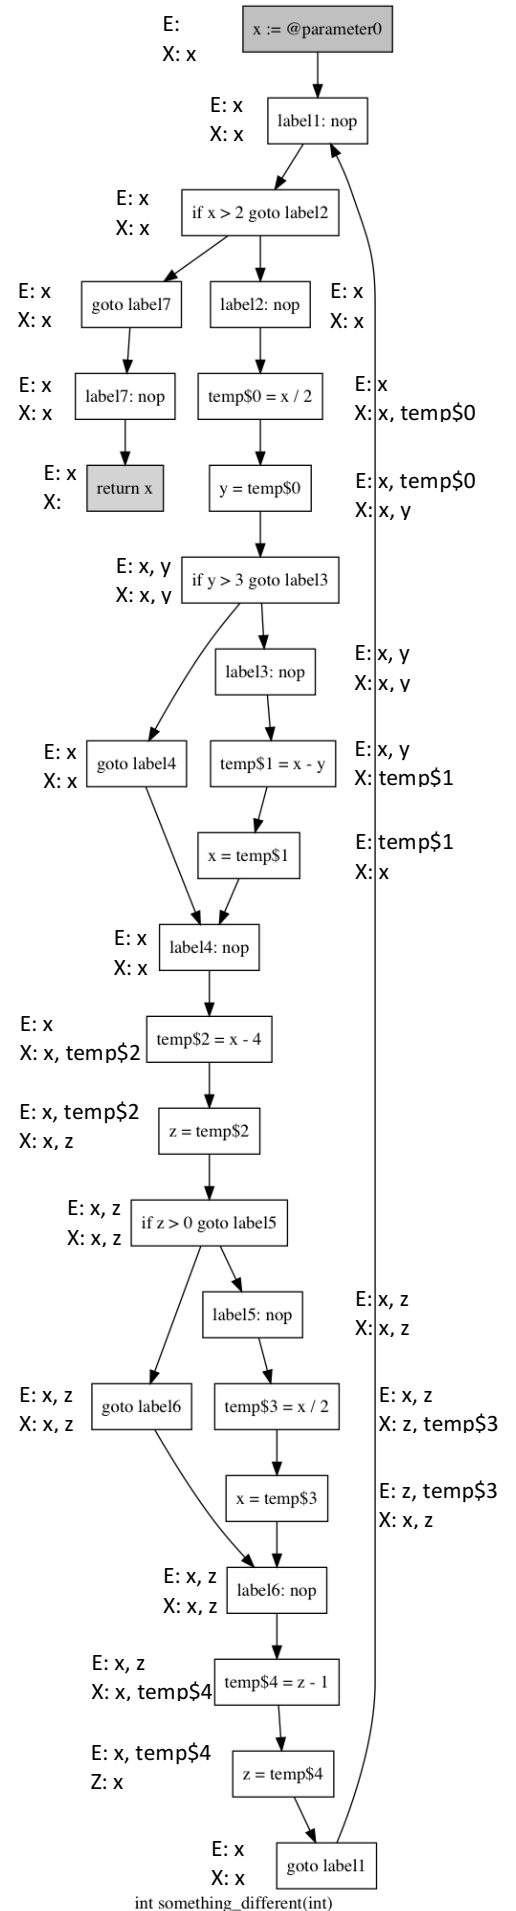 E:
X: x
x := @parameter0
E: x
X: x
label1: nop
E: x
X: x
if x > 2 goto label2
E: x
X: x
goto label7
label2: nop
E: x
X: x
E: x
X: x
label7: nop
temp$0 = x / 2
E: x
X: x, temp$0
E: x
X:
return x
y = temp$0
E: x, temp$0
X: x, y
E: x, y
X: x, y
if y > 3 goto label3
label3: nop
E: x, y
X: x, y
E: x
X: x
goto label4
temp$1 = x - y
E: x, y
X: temp$1
x = temp$1
E: temp$1
X: x
E: x
X: x
label4: nop
E: x
X: x, temp$2
temp$2 = x - 4
E: x, temp$2
X: x, z
z = temp$2
E: x, z
X: x, z
if z > 0 goto label5
label5: nop
E: x, z
X: x, z
E: x, z
X: x, z
goto label6
temp$3 = x / 2
E: x, z
X: z, temp$3
x = temp$3
E: z, temp$3
X: x, z
E: x, z
X: x, z
label6: nop
E: x, z
X: x, temp$4
temp$4 = z - 1
E: x, temp$4
Z: x
z = temp$4
E: x
X: x
goto label1
int something_different(int)